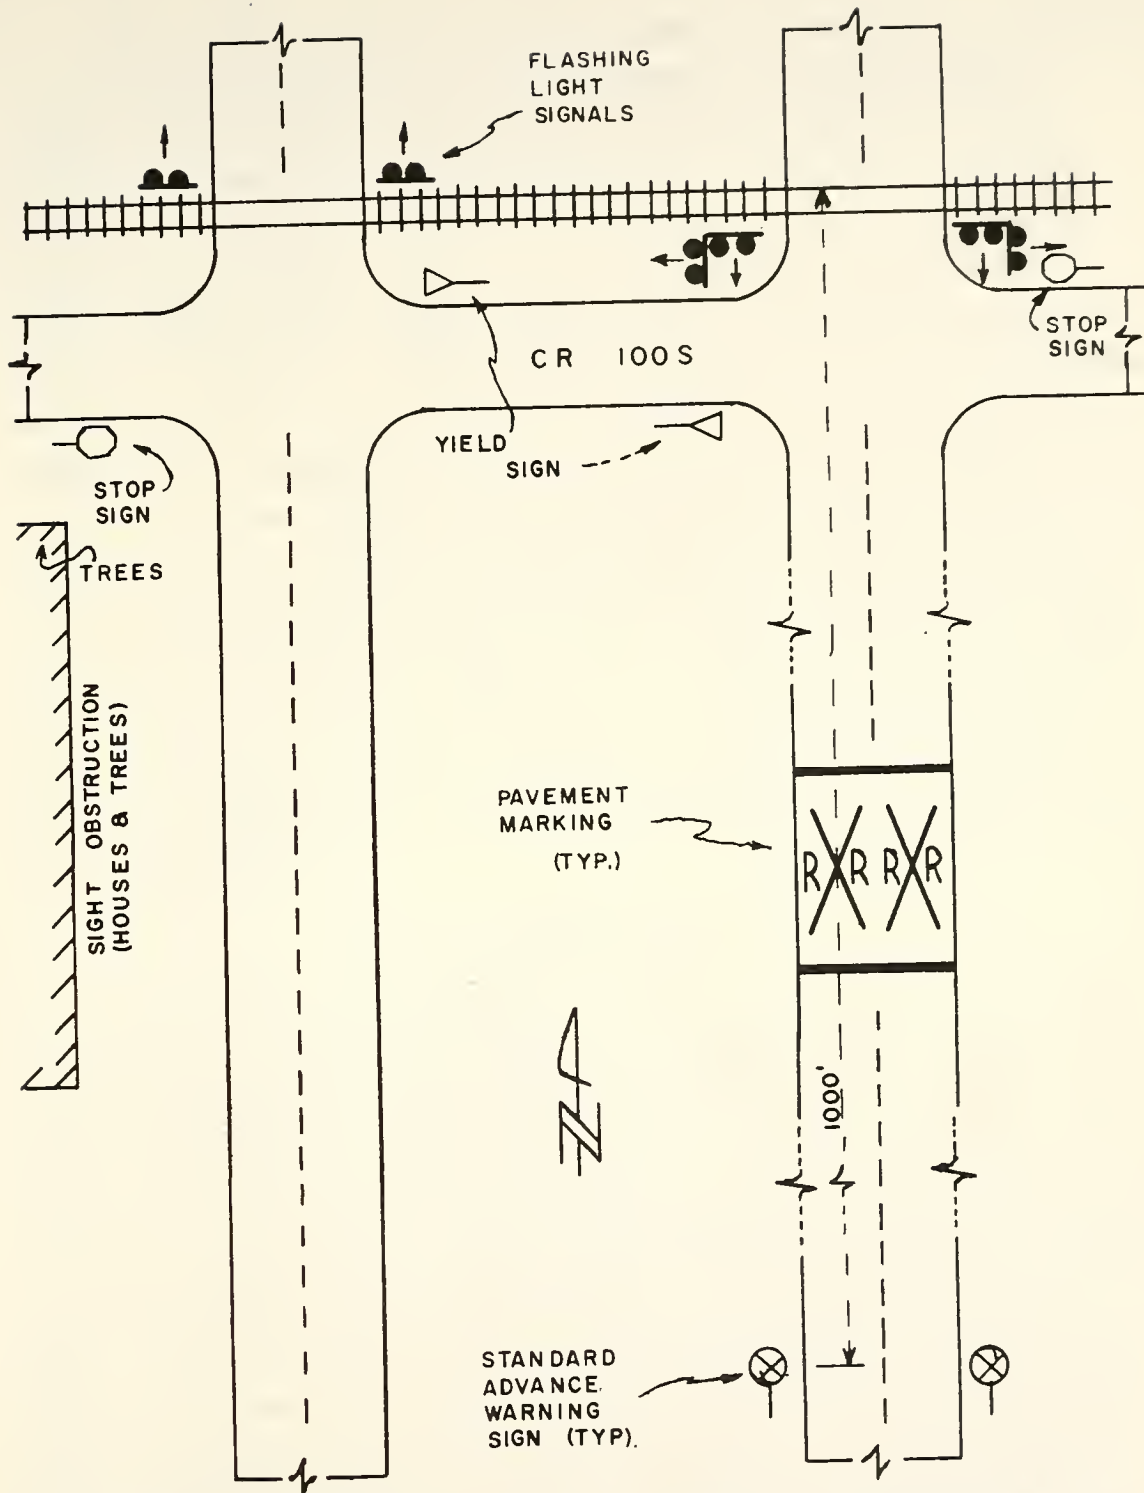 FLASHING
LIGHT
SIGNALS
STOP
SIGN
CR 100S
YIELD
SIGN
STOP
SIGN
TREES
SIGHT OBSTRUCTION
(HOUSES & TREES)
PAVEMENT
MARKING
(TYP.)
R R R R
1000'
N
STANDARD
ADVANCE
WARNING
SIGN (TYP).